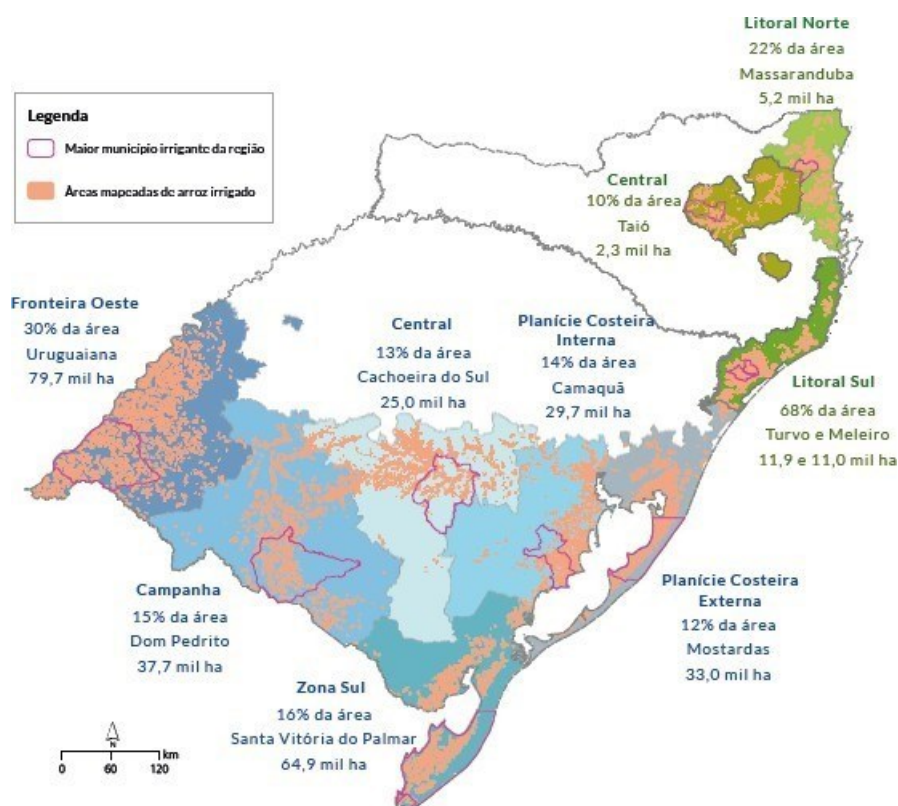 Litoral Norte
22% da área
Massaranduba
5,2 mil ha
Legenda
Maior município irrigante da região
Áreas mapeadas de arroz irrigado
Central
10% da área
Taió
2,3 mil ha
Fronteira Oeste
30% da área
Uruguaiana
79,7 mil ha
Central
13% da área
Cachoeira do Sul
25,0 mil ha
Planície Costeira
Interna
14% da área
Camaquã
29,7 mil ha
Litoral Sul
68% da área
Turvo e Meleiro
11,9 e 11,0 mil ha
Campanha
15% da área
Dom Pedrito
37,7 mil ha
Planície Costeira
Externa
12% da área
Mostardas
33,0 mil ha
Zona Sul
16% da área
Santa Vitória do Palmar
64,9 mil ha
N
km
0 60 120